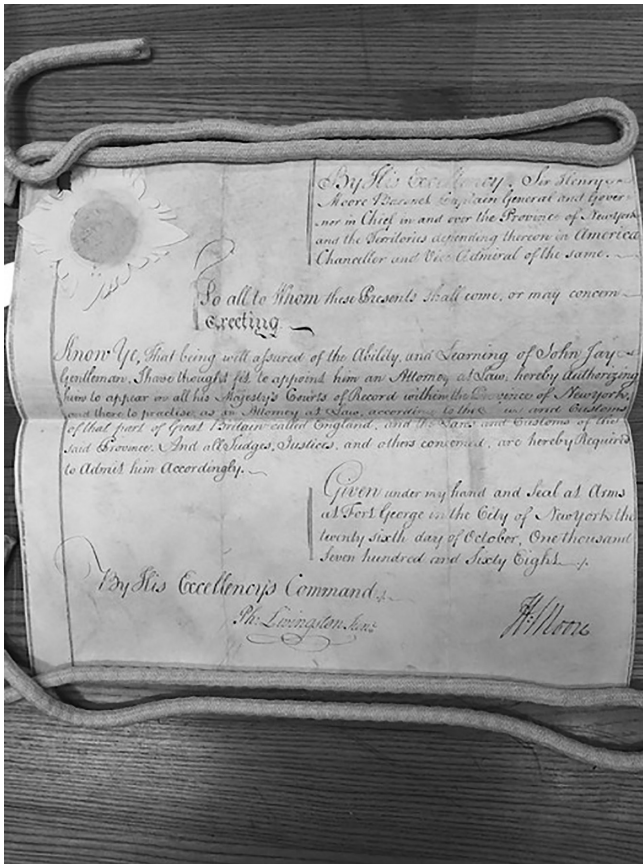 By His Excellency Sir Henry
Moore Baronet Captain General and Gover
nor in Chief in and over the Province of New york
and the Territories depending thereon in America
Chancellor and Vice Admiral of the same.
To all to Whom these Presents shall come, or may concern
Greeting
Know Ye, That being well assured of the Ability, and Learning of John Jay
Gentleman, I have thought fit to appoint him an Attorney at Law, hereby authorizing
him to appear in all his Majesty's Courts of Record within the Province of New york,
and there to practise as an Attorney at Law, according to the and Customs
of that part of Great Britain called England, and the Laws and Customs of the
said Province. And all Judges, Justices, and others concerned, are hereby Required
to Admit him Accordingly.
Given under my hand and Seal at Arms
at Fort George in the City of New York the
twenty sixth day of October, One thousand
Seven hundred and Sixty Eight
By His Excellency's Command
Ph: Livingston Junr
H: Moore